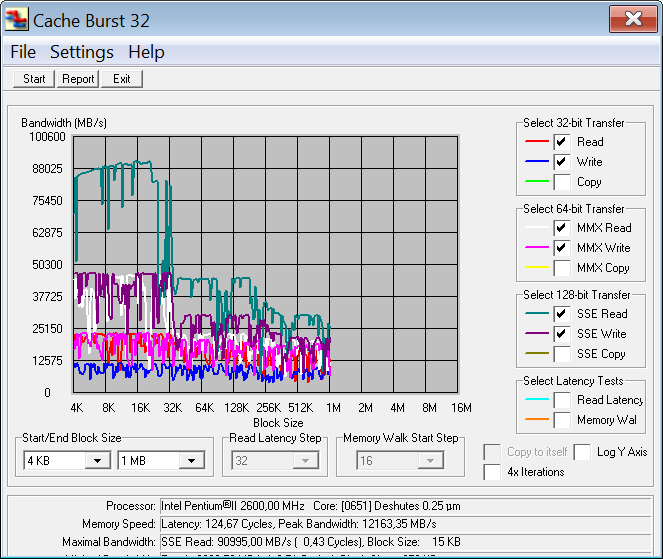 Cache Burst 32
File Settings Help
Start Report Exit
Bandwidth (MB/s)
100600
88025
75450
62875
50300
37725
25150
12575
0
4K 8K 16K 32K 64K 128K 256K 512K 1M 2M 4M 8M 16M
Block Size
Select 32-bit Transfer
Read
Write
Copy
Select 64-bit Transfer
MMX Read
MMX Write
MMX Copy
Select 128-bit Transfer
SSE Read
SSE Write
SSE Copy
Select Latency Tests
Read Latency
Memory Wal
Start/End Block Size
4 KB 1 MB
Read Latency Step
32
Memory Walk Start Step
16
Copy to itself Log Y Axis
4x Iterations
Processor: Intel Pentium®II 2600,00 MHz Core: [0651] Deshutes 0.25 µm
Memory Speed: Latency: 124,67 Cycles, Peak Bandwidth: 12163,35 MB/s
Maximal Bandwidth: SSE Read: 90995,00 MB/s ( 0,43 Cycles), Block Size: 15 KB